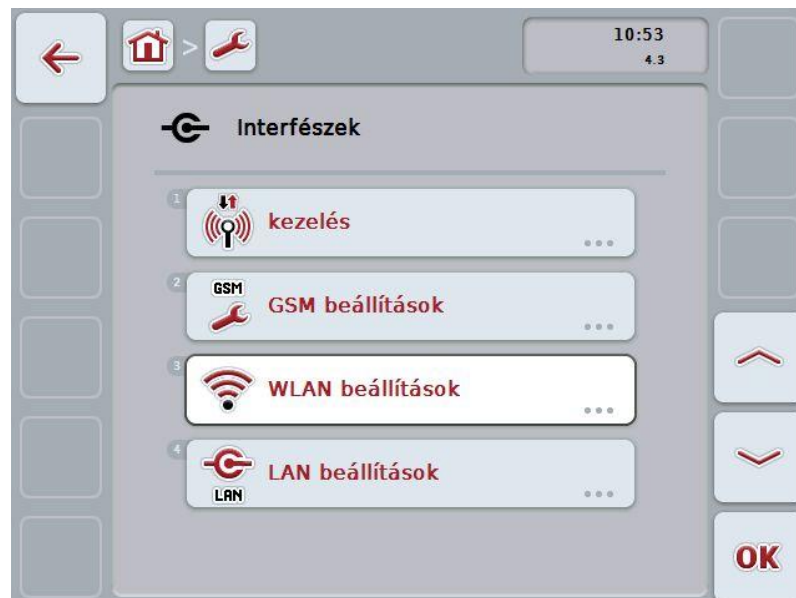 10:53
4.3
>
Interfészek
1
kezelés
2
GSM
GSM beállítások
3
WLAN beállítások
4
LAN beállítások
LAN
OK